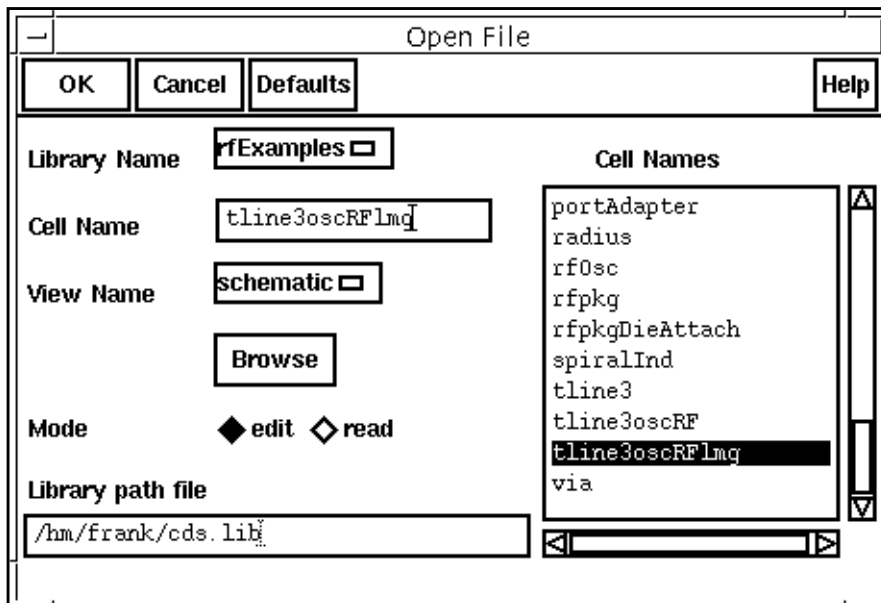 Open File
OK Cancel Defaults Help
Library Name rfExamples
Cell Name tline3oscRFlmg
View Name schematic
Browse
Mode edit read
Library path file
/hm/frank/cds.lib
Cell Names
portAdapter
radius
rfOsc
rfpkg
rfpkgDieAttach
spiralInd
tline3
tline3oscRF
tline3oscRFlmg
via